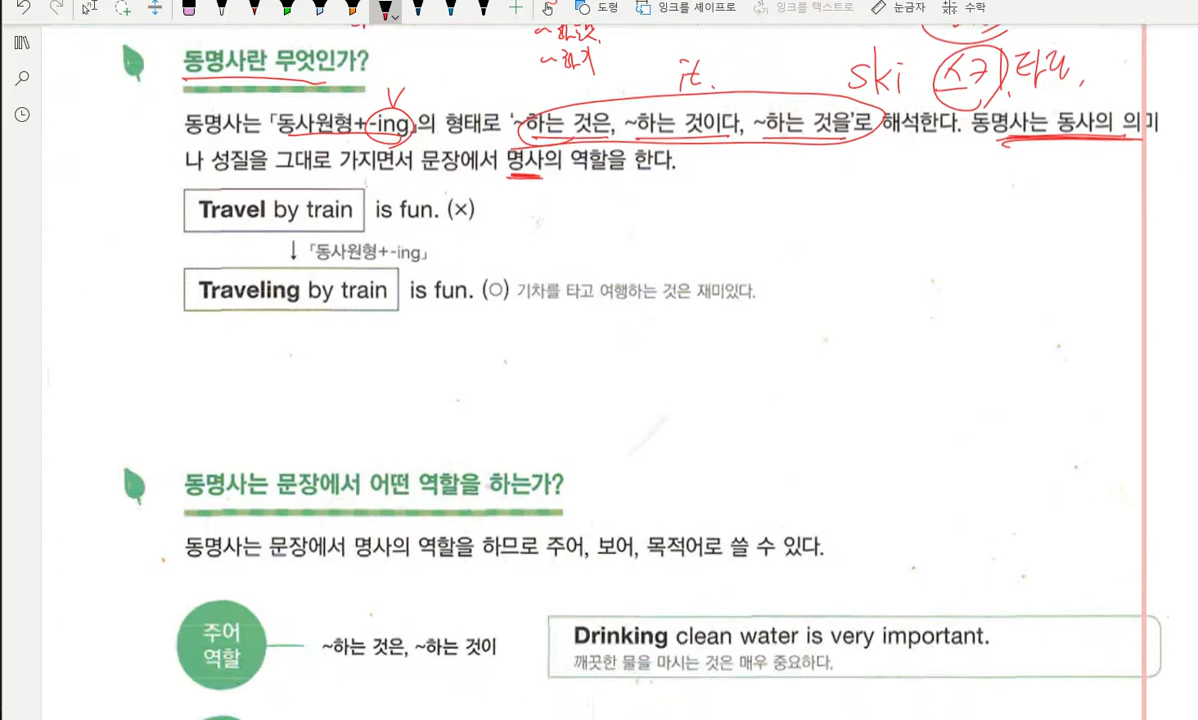 도형 잉크를 셰이프로 잉크를 텍스트로 눈금자 수학
~하는것.
~하기
동명사란 무엇인가?
it. ski 스키 타다.
동명사는 「동사원형+-ing」의 형태로 '~하는 것은, ~하는 것이다, ~하는 것을'로 해석한다. 동명사는 동사의 의미
나 성질을 그대로 가지면서 문장에서 명사의 역할을 한다.
Travel by train is fun. (×)
↓ 「동사원형+-ing」
Traveling by train is fun. (○) 기차를 타고 여행하는 것은 재미있다.
동명사는 문장에서 어떤 역할을 하는가?
동명사는 문장에서 명사의 역할을 하므로 주어, 보어, 목적어로 쓸 수 있다.
주어
역할
~하는 것은, ~하는 것이
Drinking clean water is very important.
깨끗한 물을 마시는 것은 매우 중요하다.